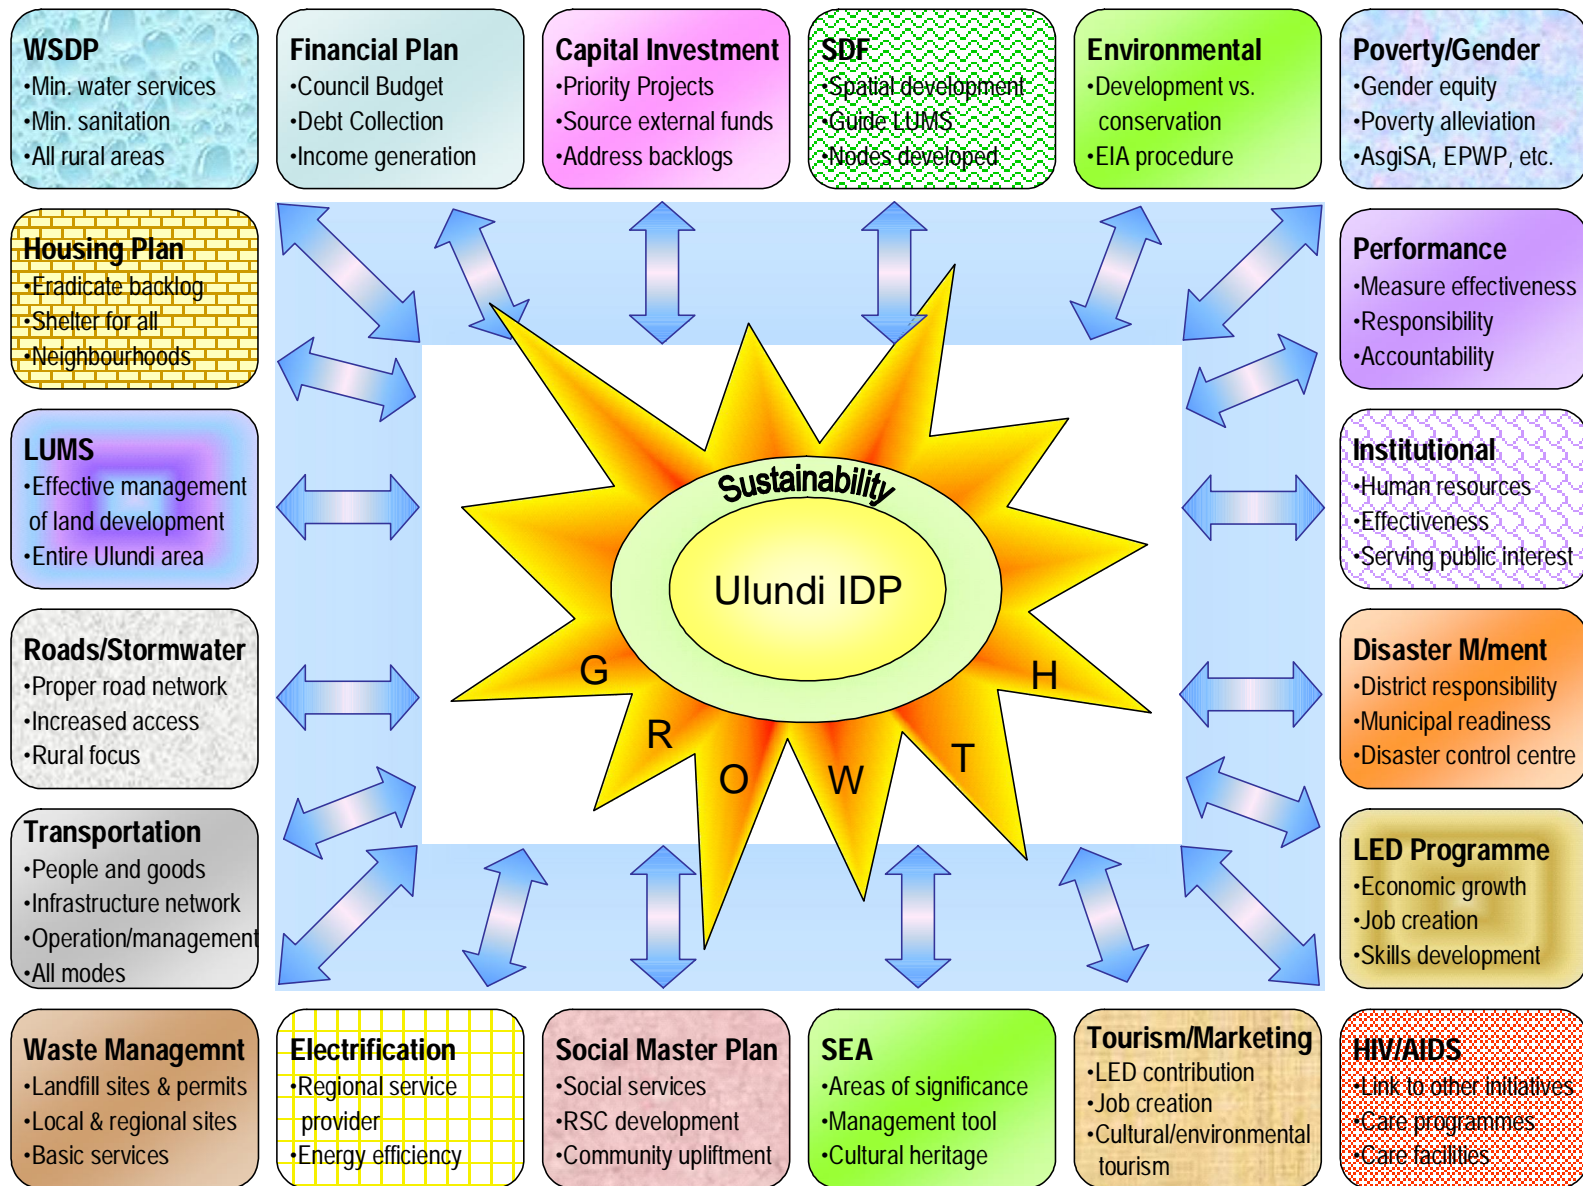 WSDP
•Min. water services
•Min. sanitation
•All rural areas
Financial Plan
•Council Budget
•Debt Collection
•Income generation
Capital Investment
•Priority Projects
•Source external funds
•Address backlogs
SDF
•Spatial development
•Guide LUMS
•Nodes developed
Environmental
•Development vs.
conservation
•EIA procedure
Poverty/Gender
•Gender equity
•Poverty alleviation
•AsgiSA, EPWP, etc.
Housing Plan
•Eradicate backlog
•Shelter for all
•Neighbourhoods
Performance
•Measure effectiveness
•Responsibility
•Accountability
LUMS
•Effective management
of land development
•Entire Ulundi area
Sustainability
Ulundi IDP
G R O W T H
Institutional
•Human resources
•Effectiveness
•Serving public interest
Roads/Stormwater
•Proper road network
•Increased access
•Rural focus
Disaster M/ment
•District responsibility
•Municipal readiness
•Disaster control centre
Transportation
•People and goods
•Infrastructure network
•Operation/management
•All modes
LED Programme
•Economic growth
•Job creation
•Skills development
Waste Managemnt
•Landfill sites & permits
•Local & regional sites
•Basic services
Electrification
•Regional service
provider
•Energy efficiency
Social Master Plan
•Social services
•RSC development
•Community upliftment
SEA
•Areas of significance
•Management tool
•Cultural heritage
Tourism/Marketing
•LED contribution
•Job creation
•Cultural/environmental
tourism
HIV/AIDS
•Link to other initiatives
•Care programmes
•Care facilities